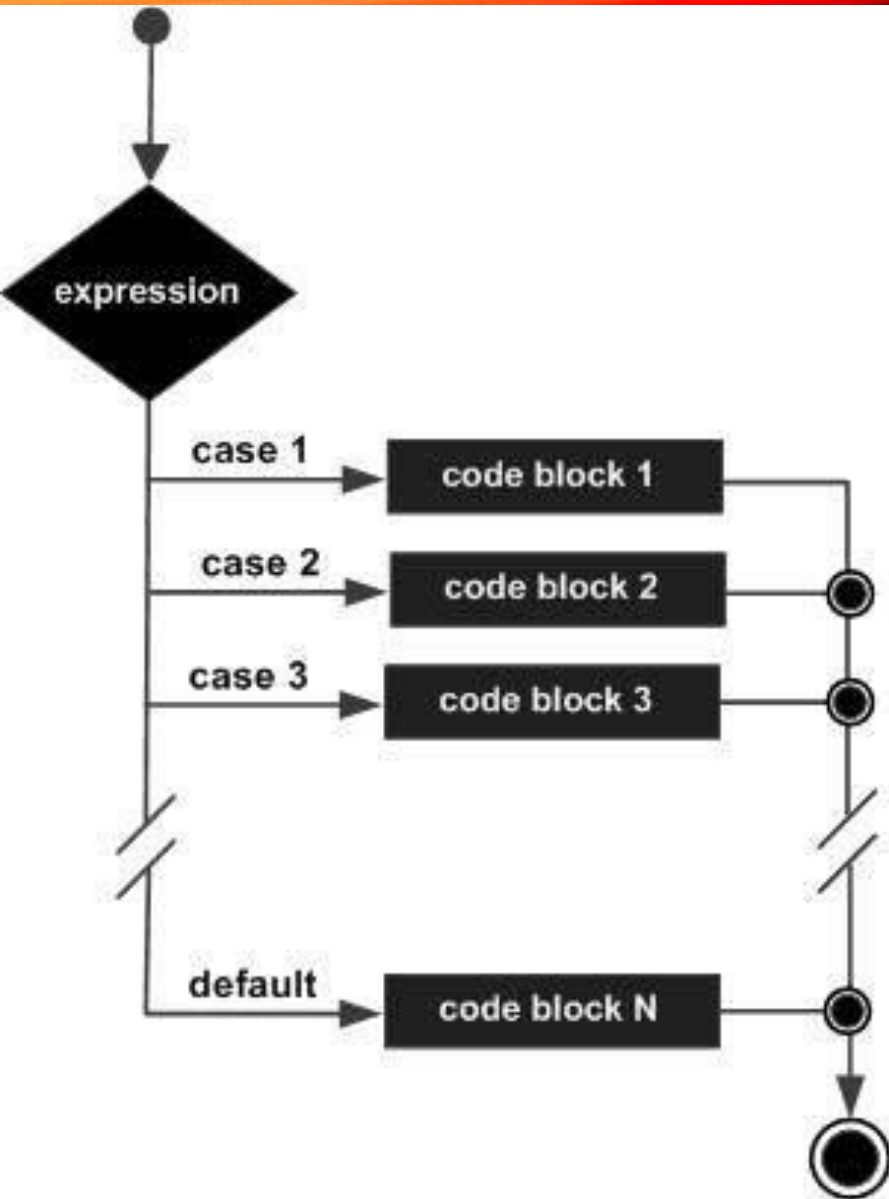 expression
case 1
code block 1
case 2
code block 2
case 3
code block 3
default
code block N